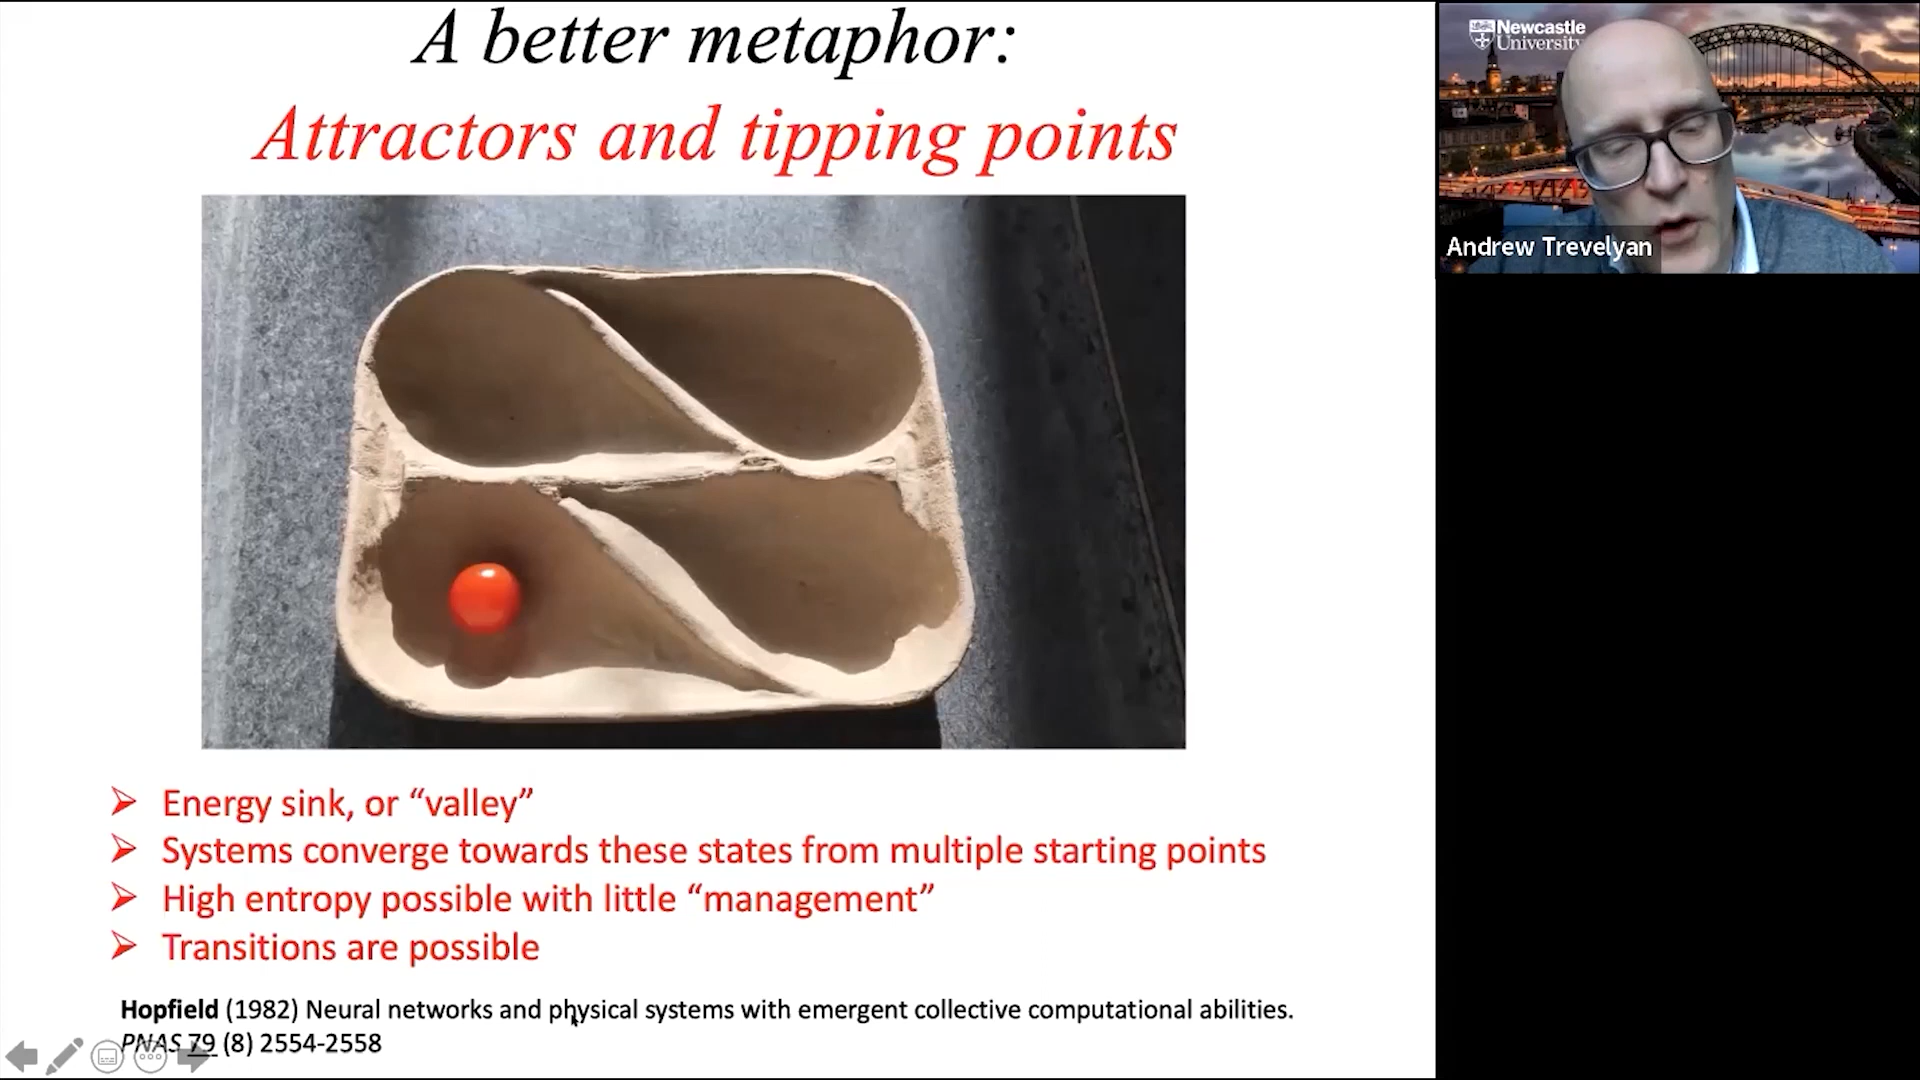 A better metaphor:
Attractors and tipping points
Newcastle
University
Andrew Trevelyan
➢ Energy sink, or “valley”
➢ Systems converge towards these states from multiple starting points
➢ High entropy possible with little “management”
➢ Transitions are possible
Hopfield (1982) Neural networks and physical systems with emergent collective computational abilities.
PNAS 79 (8) 2554-2558